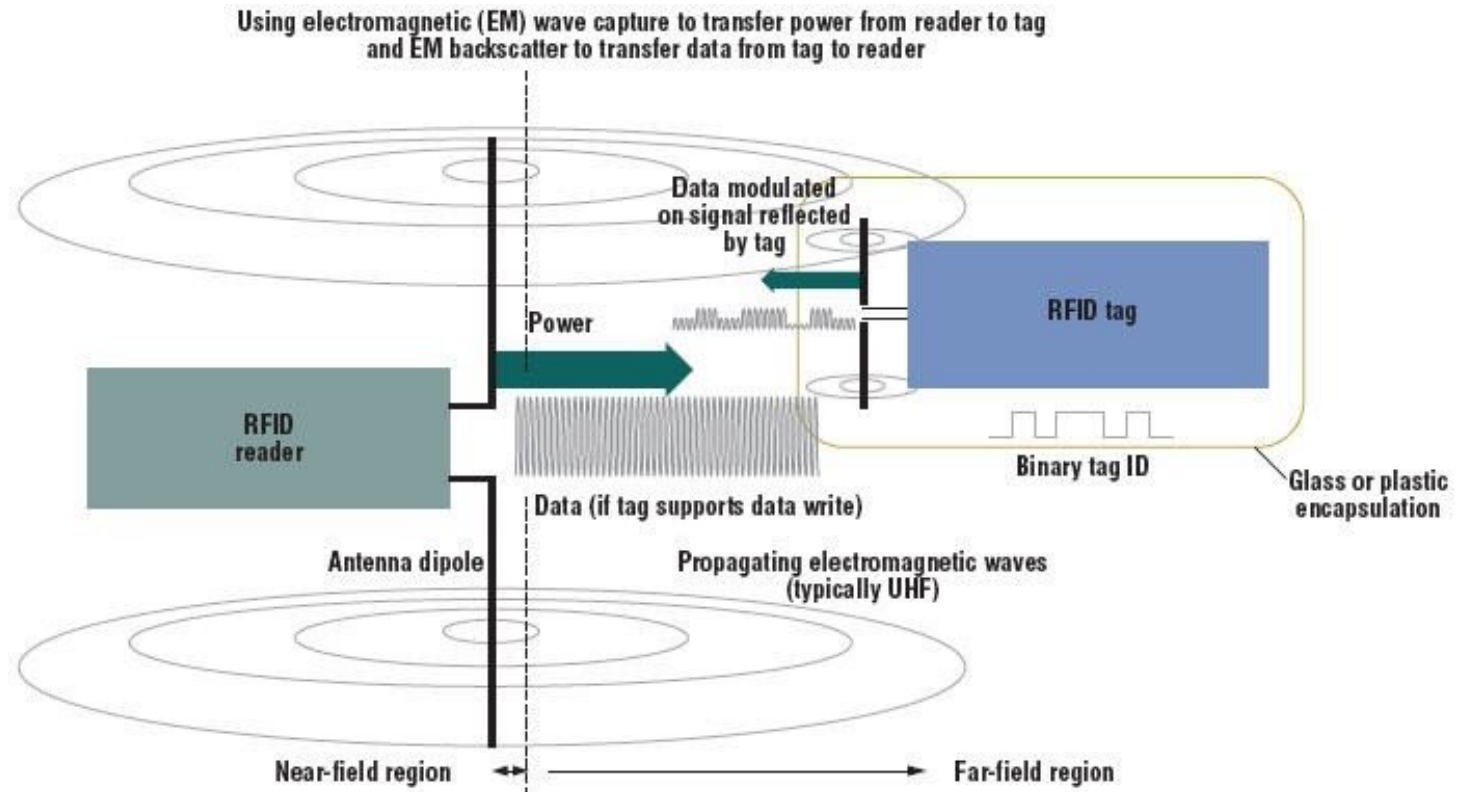 Using electromagnetic (EM) wave capture to transfer power from reader to tag
and EM backscatter to transfer data from tag to reader
Data modulated
on signal reflected
by tag
RFID tag
Power
RFID
reader
Binary tag ID
Glass or plastic
encapsulation
Data (if tag supports data write)
Antenna dipole
Propagating electromagnetic waves
(typically UHF)
Near-field region
Far-field region